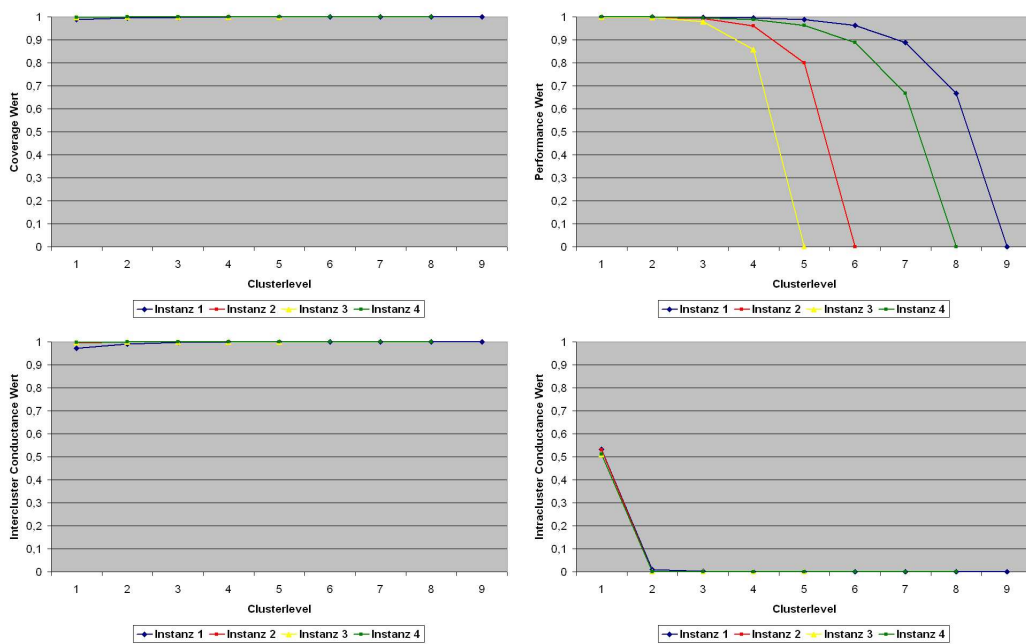 Coverage Wert
1
0,9
0,8
0,7
0,6
0,5
0,4
0,3
0,2
0,1
0
1 2 3 4 5 6 7 8 9
Clusterlevel
Instanz 1 Instanz 2 Instanz 3 Instanz 4
Performance Wert
1
0,9
0,8
0,7
0,6
0,5
0,4
0,3
0,2
0,1
0
1 2 3 4 5 6 7 8 9
Clusterlevel
Instanz 1 Instanz 2 Instanz 3 Instanz 4
Intercluster Conductance Wert
1
0,9
0,8
0,7
0,6
0,5
0,4
0,3
0,2
0,1
0
1 2 3 4 5 6 7 8 9
Clusterlevel
Instanz 1 Instanz 2 Instanz 3 Instanz 4
Intracluster Conductance Wert
1
0,9
0,8
0,7
0,6
0,5
0,4
0,3
0,2
0,1
0
1 2 3 4 5 6 7 8 9
Clusterlevel
Instanz 1 Instanz 2 Instanz 3 Instanz 4